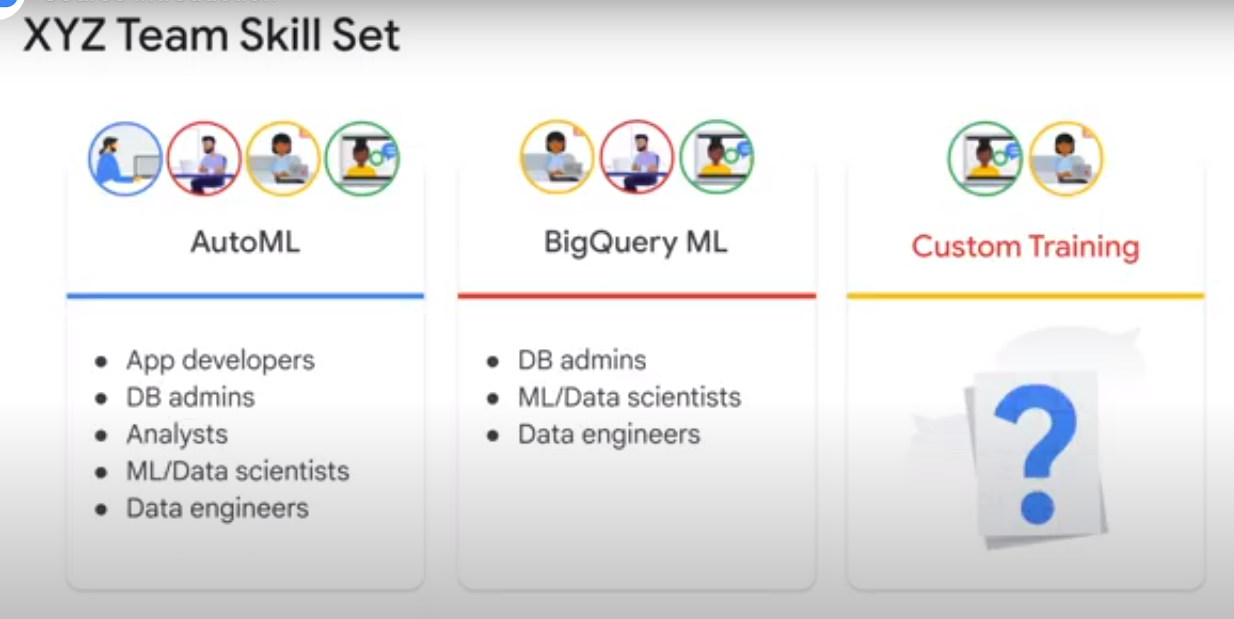 XYZ Team Skill Set
AutoML
App developers
DB admins
Analysts
ML/Data scientists
Data engineers
BigQuery ML
DB admins
ML/Data scientists
Data engineers
Custom Training
?